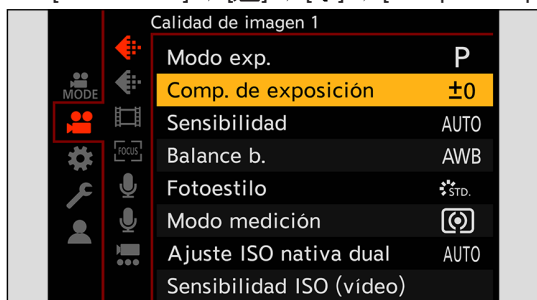 Calidad de imagen 1
Modo exp. P
MODE
Comp. de exposición ±0
Sensibilidad AUTO
FOCUS
Balance b. AWB
Fotoestilo STD.
Modo medición
Ajuste ISO nativa dual AUTO
Sensibilidad ISO (vídeo)